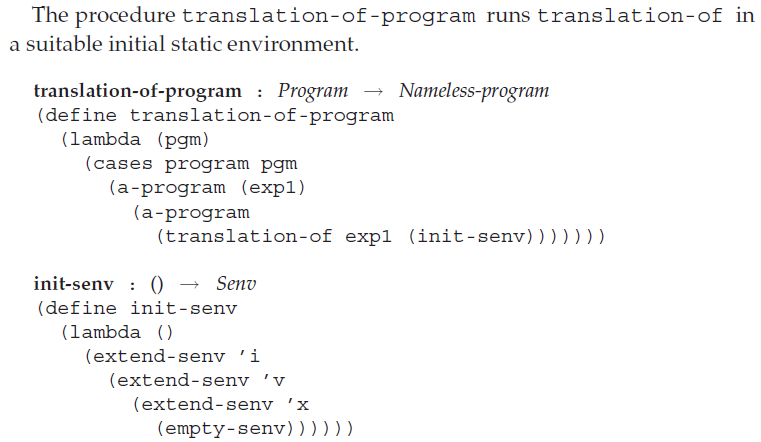 The procedure translation-of-program runs translation-of in
a suitable initial static environment.
translation-of-program : Program → Nameless-program
(define translation-of-program
(lambda (pgm)
(cases program pgm
(a-program (exp1)
(a-program
(translation-of exp1 (init-senv)))))))
init-senv : () → Senv
(define init-senv
(lambda ()
(extend-senv ’i
(extend-senv ’v
(extend-senv ’x
(empty-senv))))))